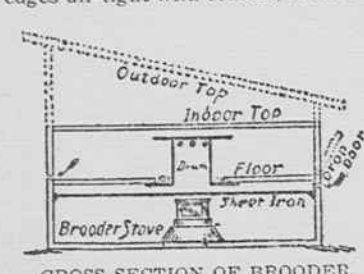 Outdoor Top
Indoor Top
Drum
Floor
Drop Door
Sheet Iron
Brooder Stove
CROSS SECTION OF BROODER